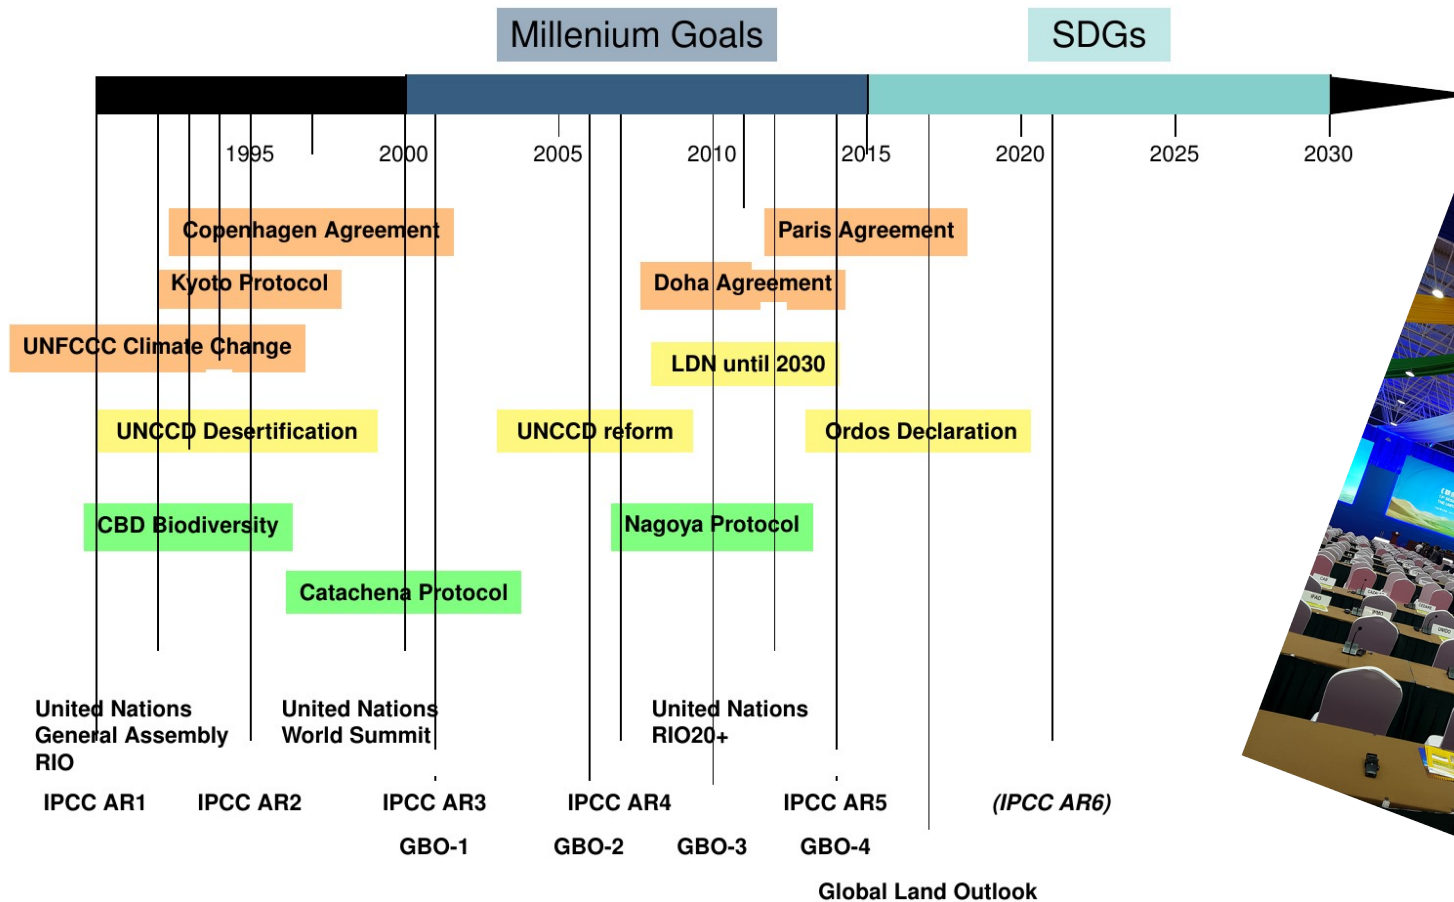 Millenium Goals
SDGs
1995
2000
2005
2010
2015
2020
2025
2030
Copenhagen Agreement
Paris Agreement
Kyoto Protocol
Doha Agreement
UNFCCC Climate Change
LDN until 2030
UNCCD Desertification
UNCCD reform
Ordos Declaration
CBD Biodiversity
Nagoya Protocol
Catachena Protocol
United Nations
General Assembly
RIO
United Nations
World Summit
United Nations
RIO20+
IPCC AR1
IPCC AR2
IPCC AR3
IPCC AR4
IPCC AR5
(IPCC AR6)
GBO-1
GBO-2
GBO-3
GBO-4
Global Land Outlook